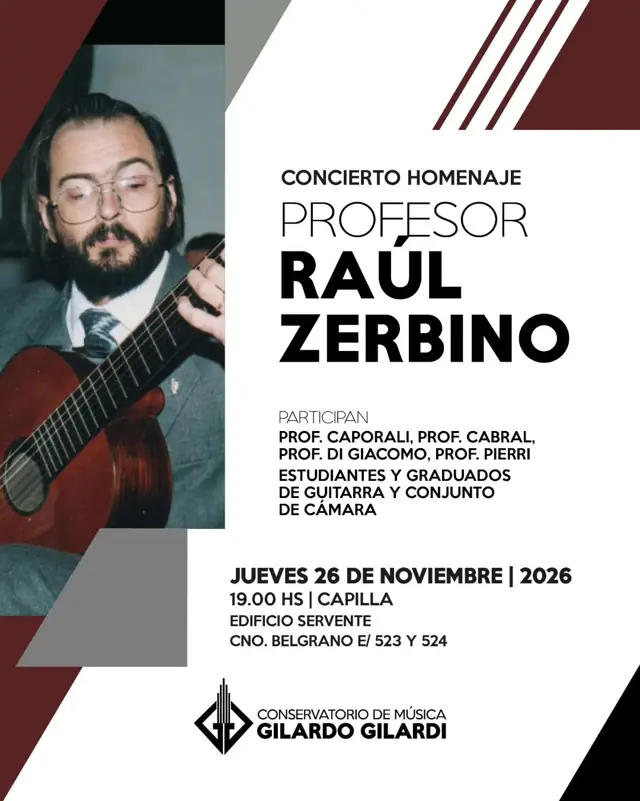 CONCIERTO HOMENAJE
PROFESOR
RAÚL
ZERBINO
PARTICIPAN
PROF. CAPORALI, PROF. CABRAL,
PROF. DI GIACOMO, PROF. PIERRI
ESTUDIANTES Y GRADUADOS
DE GUITARRA Y CONJUNTO
DE CÁMARA
JUEVES 26 DE NOVIEMBRE | 2026
19.00 HS | CAPILLA
EDIFICIO SERVENTE
CNO. BELGRANO E/ 523 Y 524
CONSERVATORIO DE MÚSICA
GILARDO GILARDI